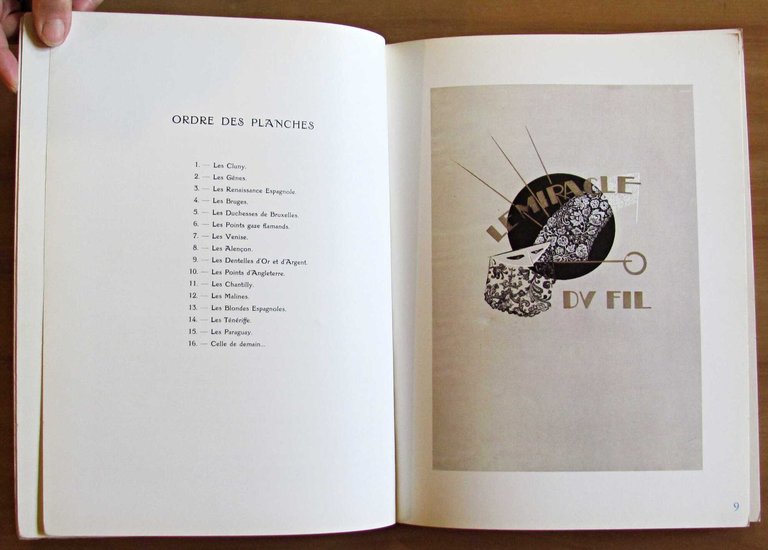 ORDRE DES PLANCHES
1. — Les Cluny.
2. — Les Gênes.
3. — Les Renaissance Espagnole.
4. — Les Bruges.
5. — Les Duchesses de Bruxelles.
6. — Les Points gaze flamands.
7. — Les Venise.
8. — Les Alençon.
9. — Les Dentelles d'Or et d'Argent.
10. — Les Points d'Angleterre.
11. — Les Chantilly.
12. — Les Malines.
13. — Les Blondes Espagnoles.
14. — Les Ténériffe.
15. — Les Paraguay.
16. — Celle de demain...
LE MIRACLE
DV FIL
9